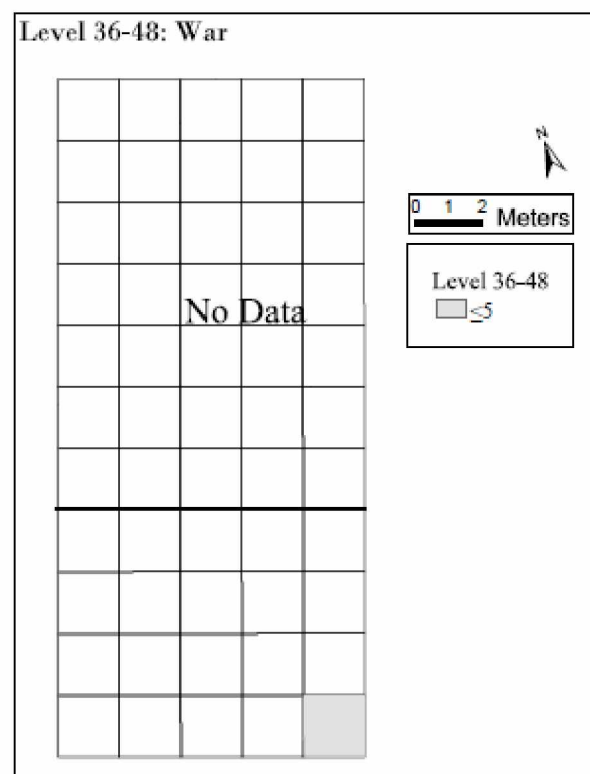 Level 36-48: War
N
0 1 2 Meters
Level 36-48
≤5
No Data